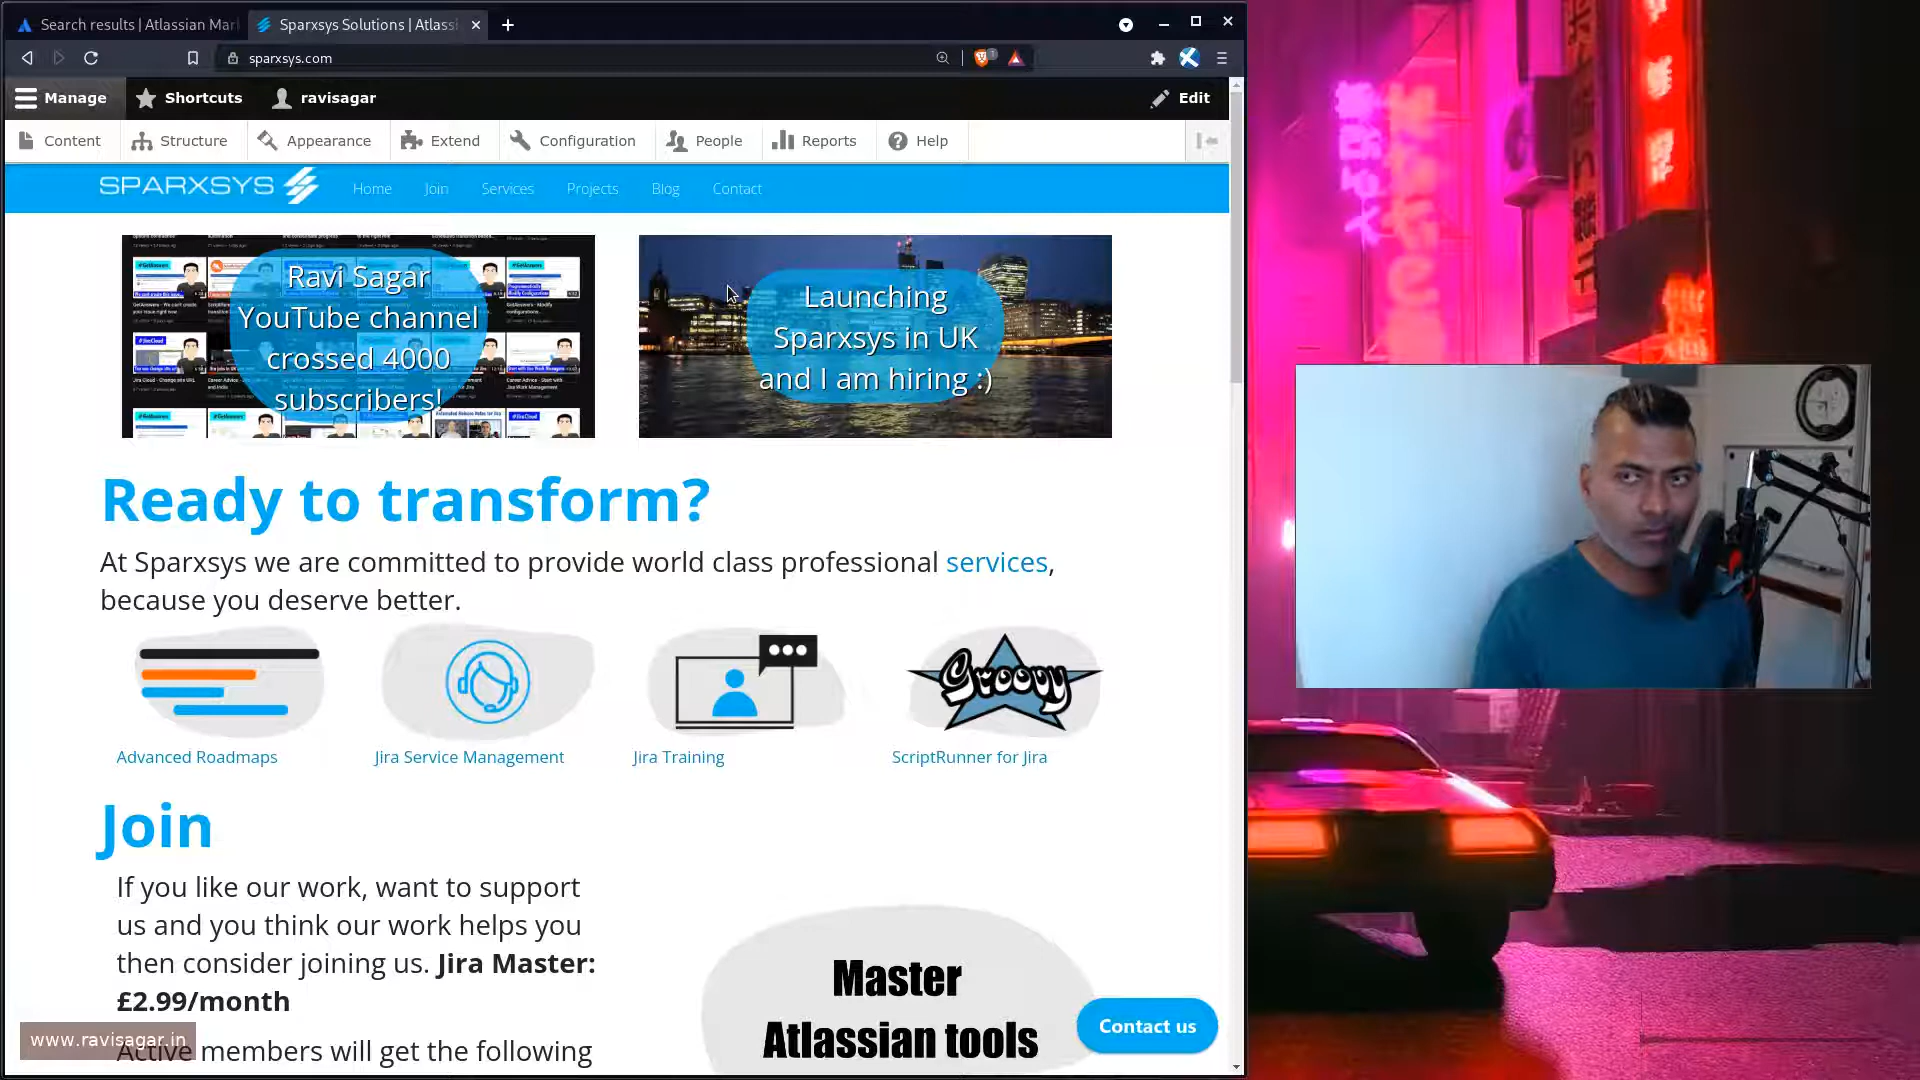 Search results | Atlassian Mar
Sparxsys Solutions | Atlassi
sparxsys.com
Manage
Shortcuts
ravisagar
Edit
Content
Structure
Appearance
Extend
Configuration
People
Reports
Help
SPARXSYS
Home
Join
Services
Projects
Blog
Contact
Ravi Sagar
YouTube channel
crossed 4000
subscribers!
Launching
Sparxsys in UK
and I am hiring :)
Ready to transform?
At Sparxsys we are committed to provide world class professional services,
because you deserve better.
Advanced Roadmaps
Jira Service Management
Jira Training
Groovy
ScriptRunner for Jira
Join
If you like our work, want to support
us and you think our work helps you
then consider joining us. Jira Master:
£2.99/month
Active members will get the following
Master
Atlassian tools
Contact us
www.ravisagar.in